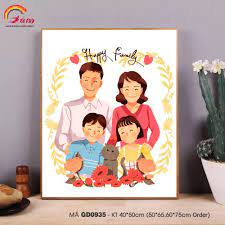 Happy Family
MÃ GD0935 - KT 40*50cm (50*65,60*75cm Order)